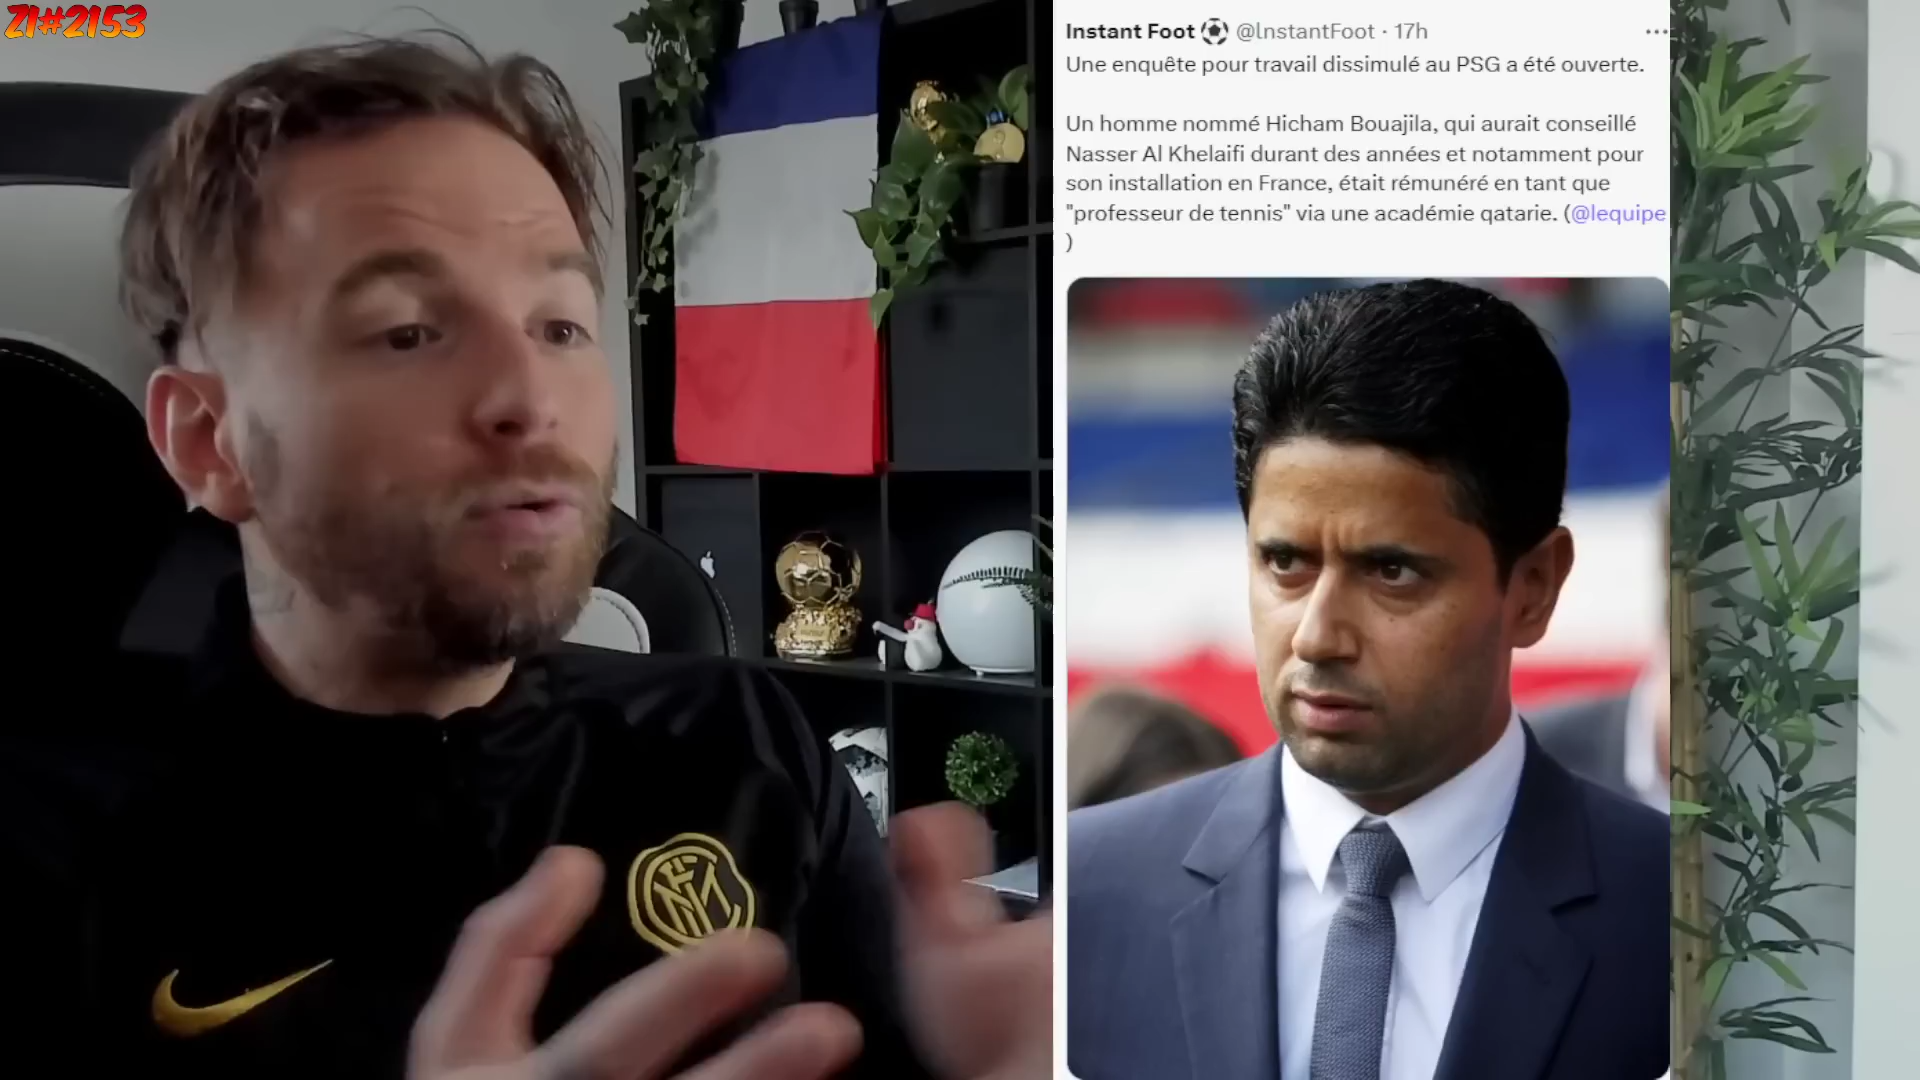 Z1#2153
Instant Foot @InstantFoot · 17h
Une enquête pour travail dissimulé au PSG a été ouverte.
Un homme nommé Hicham Bouajila, qui aurait conseillé
Nasser Al Khelaifi durant des années et notamment pour
son installation en France, était rémunéré en tant que
"professeur de tennis" via une académie qatarie. (@lequipe
)